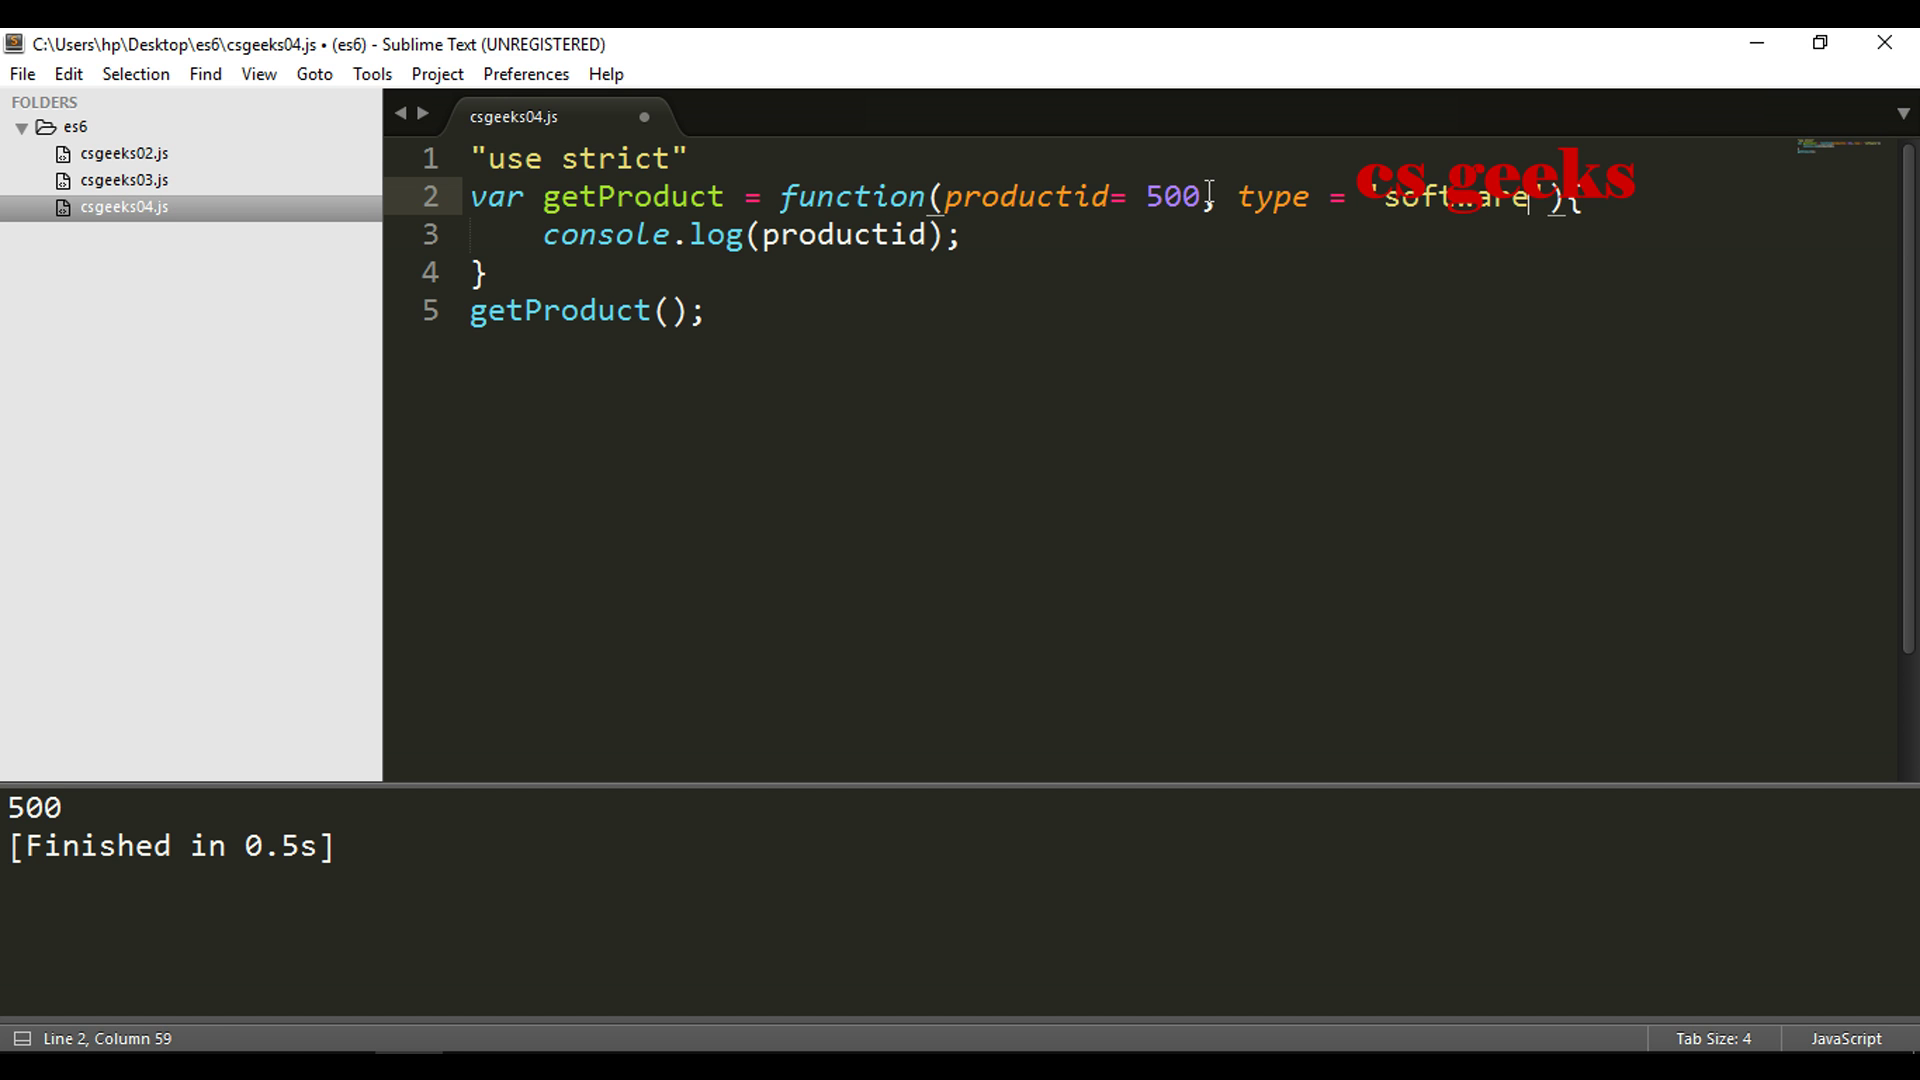 C:\Users\hp\Desktop\es6\csgeeks04.js • (es6) - Sublime Text (UNREGISTERED)
File Edit Selection Find View Goto Tools Project Preferences Help
FOLDERS
es6
csgeeks02.js
csgeeks03.js
csgeeks04.js
csgeeks04.js
cs geeks
1 "use strict"
2 var getProduct = function(productid= 500, type = 'software'){
3 console.log(productid);
4 }
5 getProduct();
500
[Finished in 0.5s]
Line 2, Column 59
Tab Size: 4
JavaScript